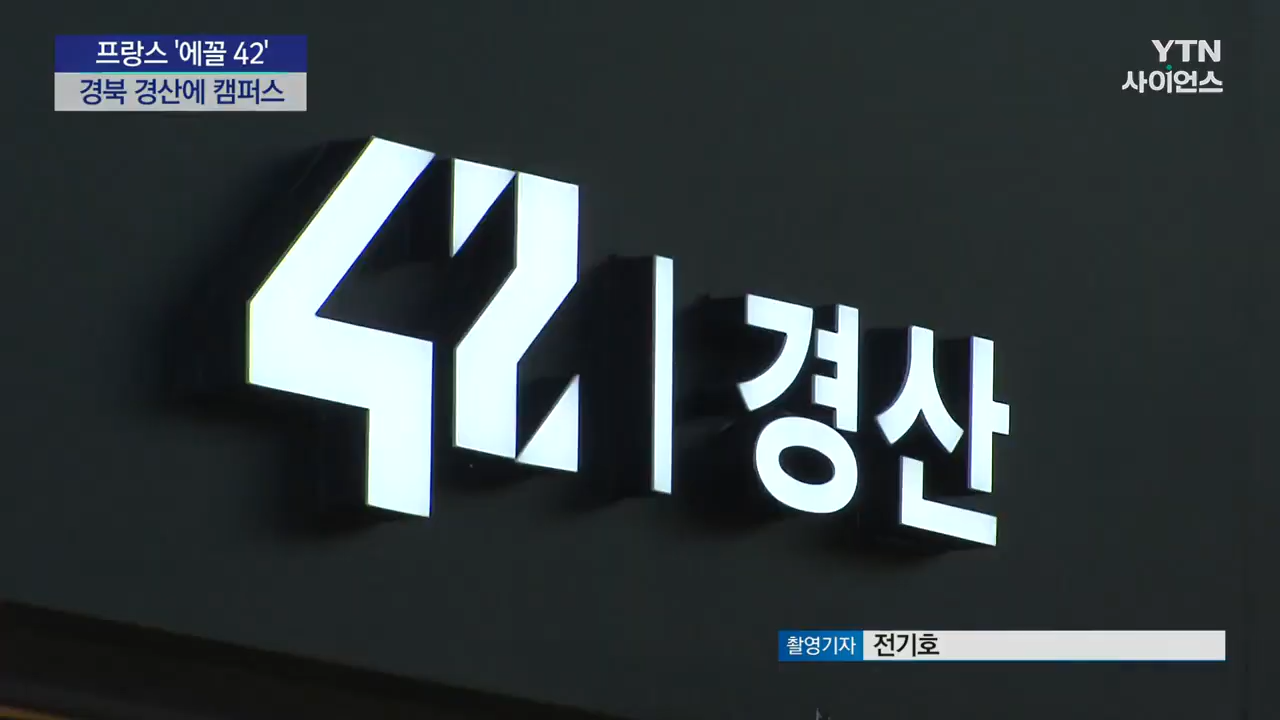 프랑스 '에꼴 42'
경북 경산에 캠퍼스
YTN
사이언스
42 | 경산
촬영기자 전기호